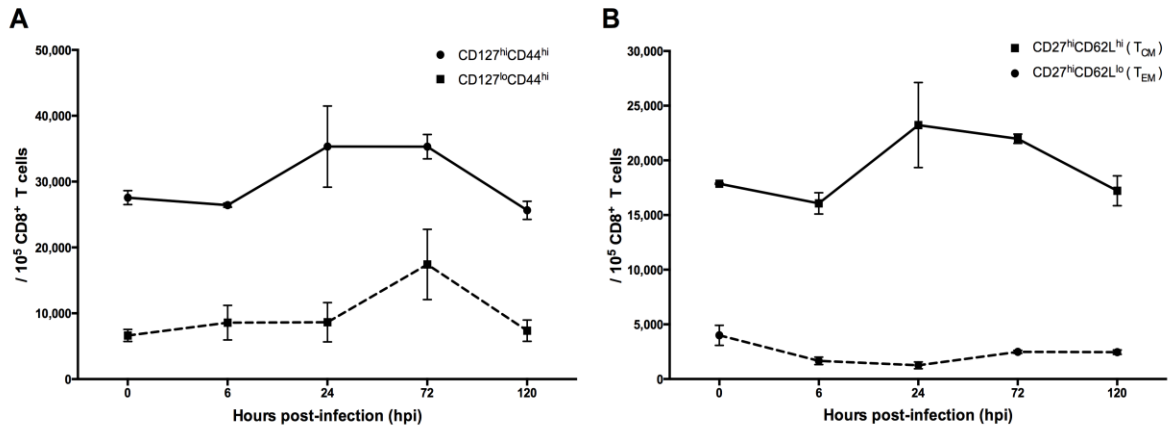 A
/ 10⁵ CD8⁺ T cells
50,000
40,000
30,000
20,000
10,000
0
CD127ʰⁱCD44ʰⁱ
CD127ˡᵒCD44ʰⁱ
0 6 24 72 120
Hours post-infection (hpi)
B
/ 10⁵ CD8⁺ T cells
30,000
25,000
20,000
15,000
10,000
5,000
0
CD27ʰⁱCD62Lʰⁱ ( T_CM )
CD27ʰⁱCD62Lˡᵒ ( T_EM )
0 6 24 72 120
Hours post-infection (hpi)